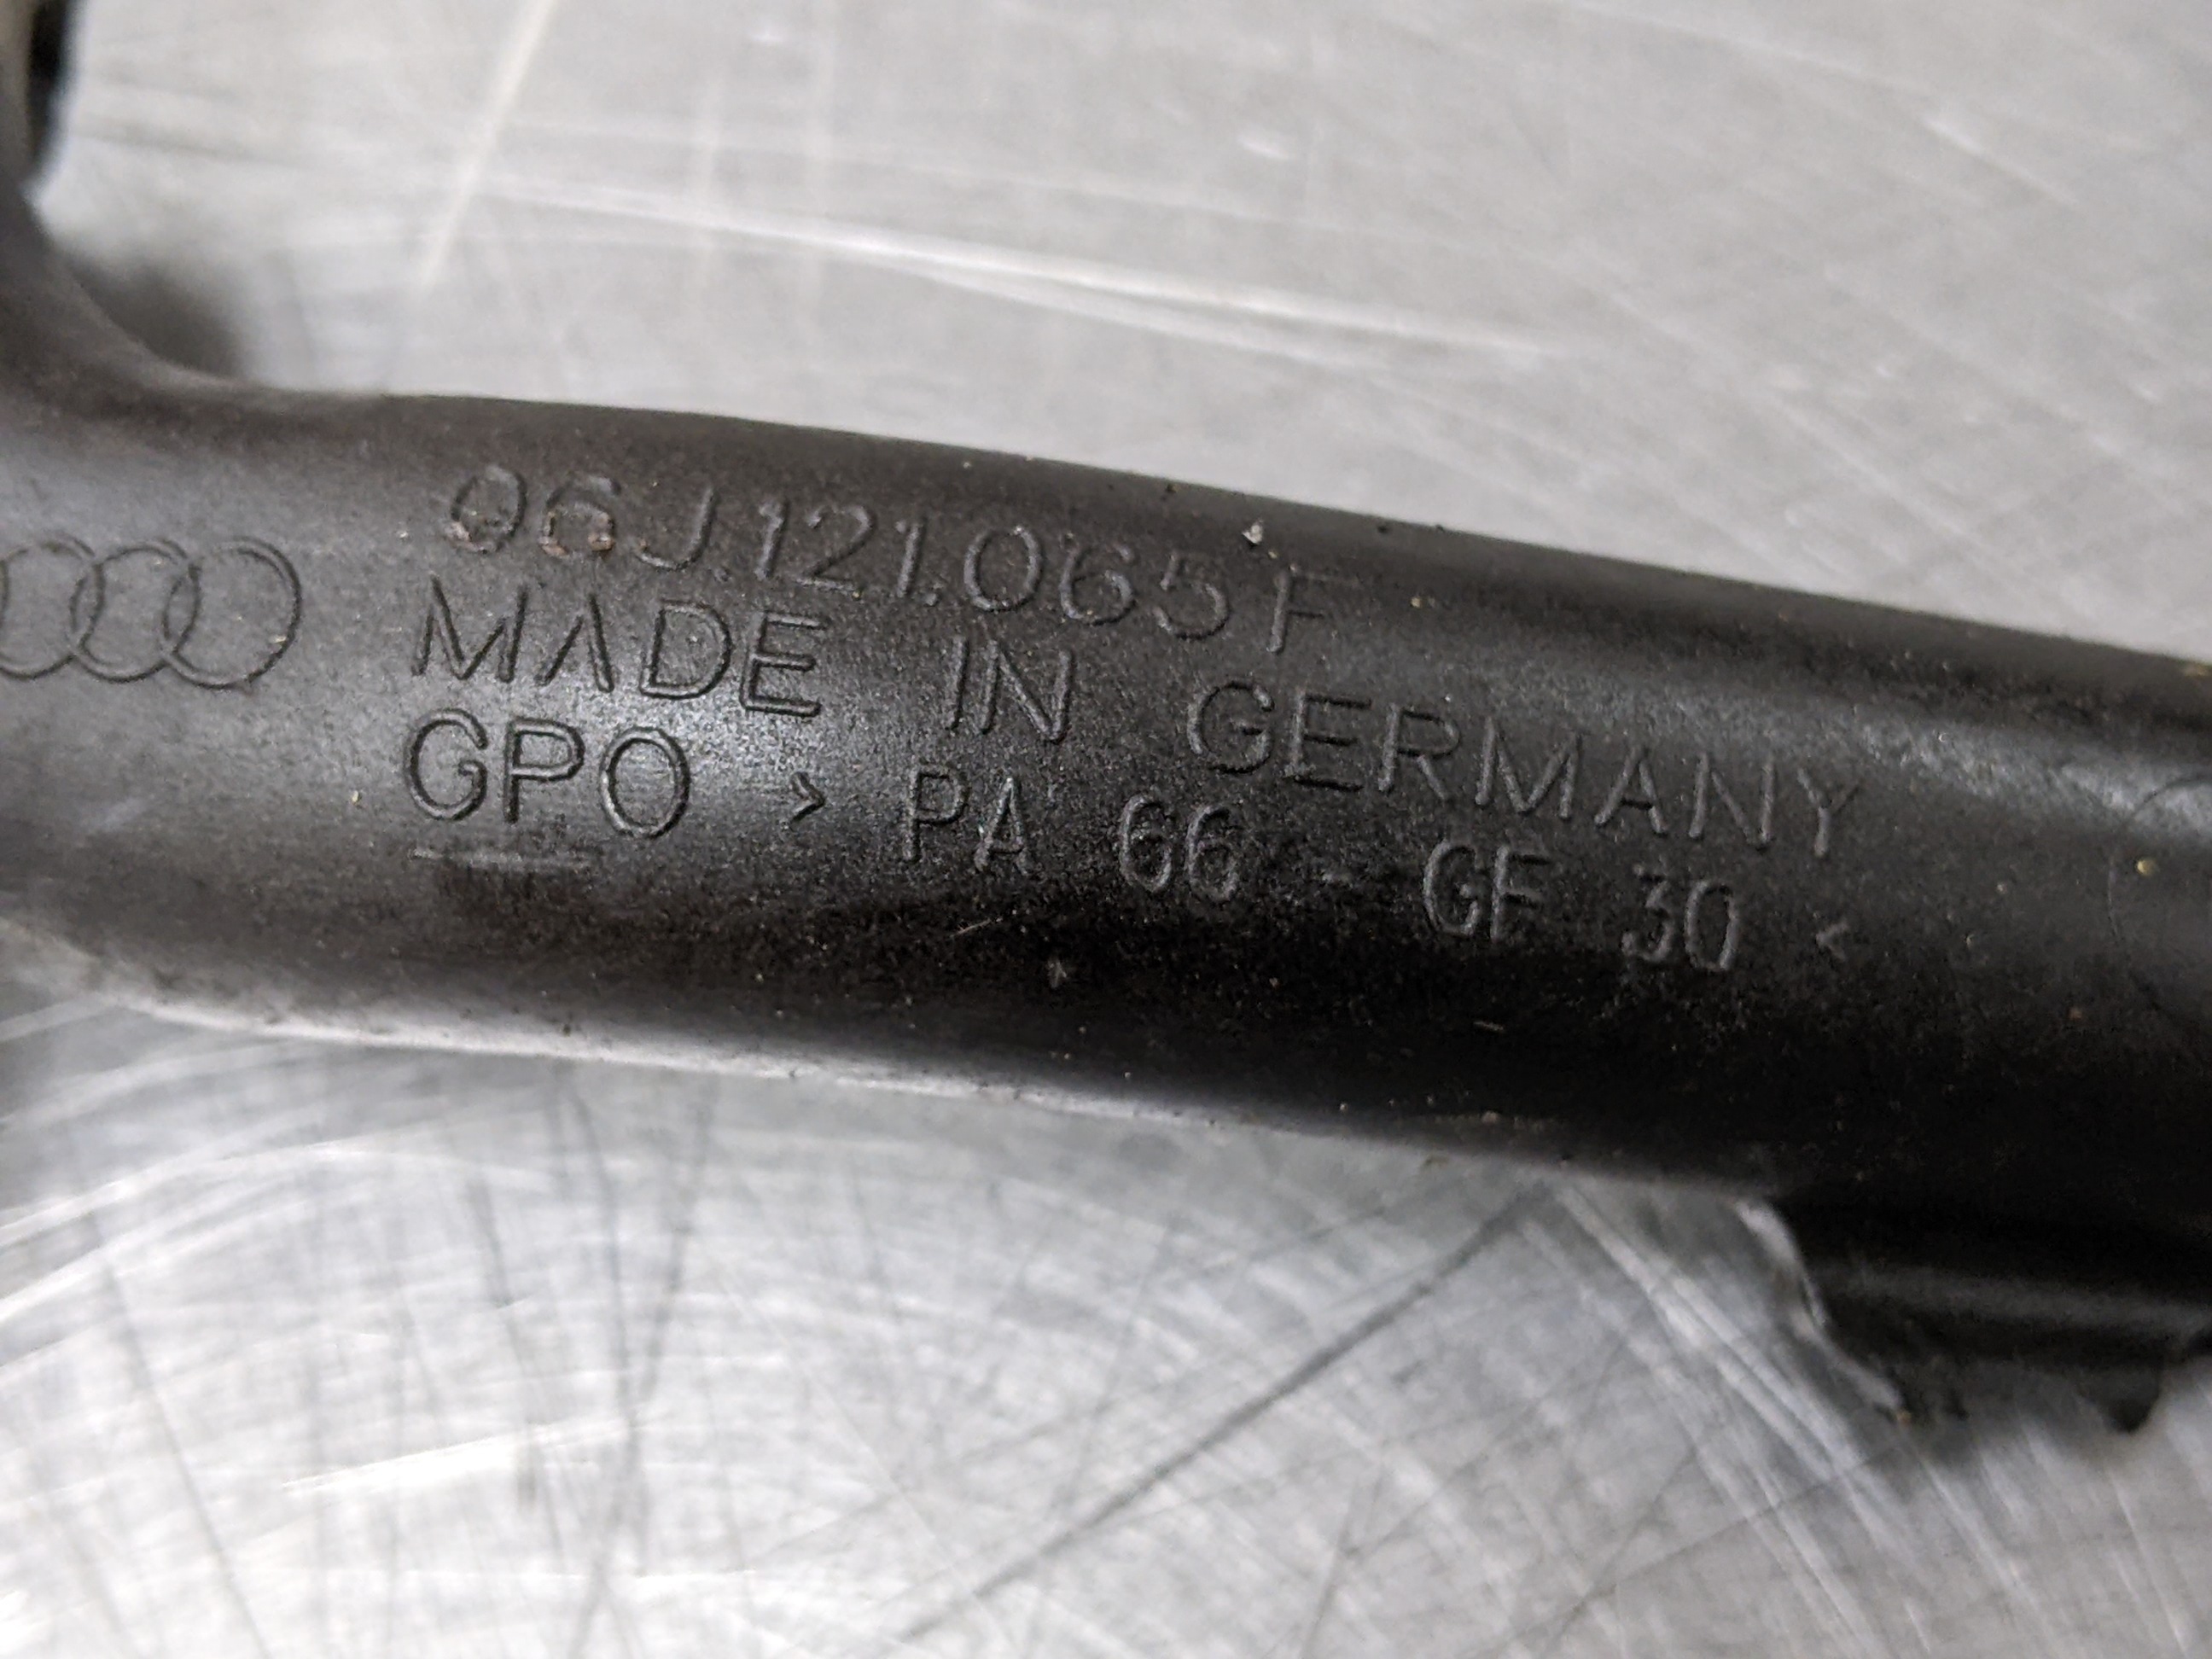 06J.121.065 F
MADE IN GERMANY
GPO > PA 66 - GF 30 <